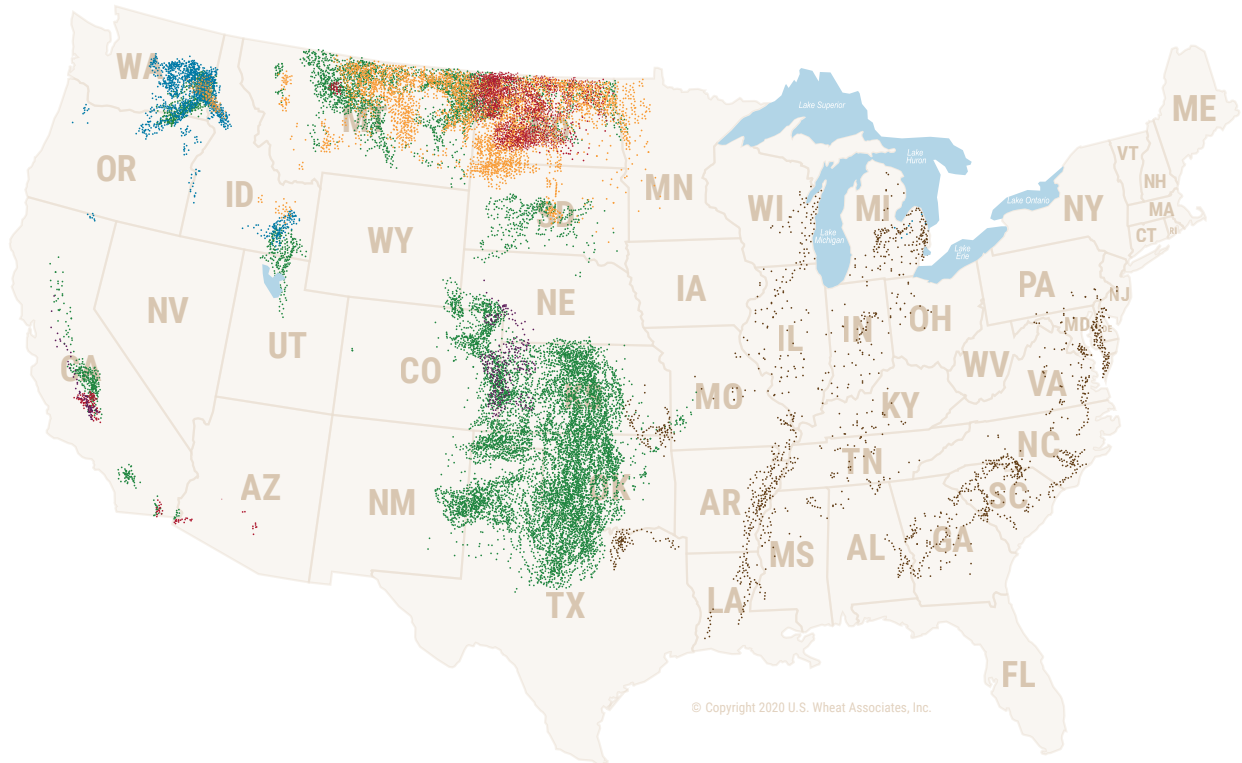 ME
WA
Lake Superior
MT
VT
Lake
Huron
OR
NH
MN
ID
Lake Ontario
WI
MI
NY
MA
SD
CT
RI
Lake
Michigan
WY
Lake
Erie
IA
PA
NJ
NE
NV
OH
MD
DE
IN
IL
UT
CO
WV
CA
VA
MO
KY
NC
TN
AZ
OK
NM
AR
SC
GA
AL
MS
LA
TX
FL
© Copyright 2020 U.S. Wheat Associates, Inc.